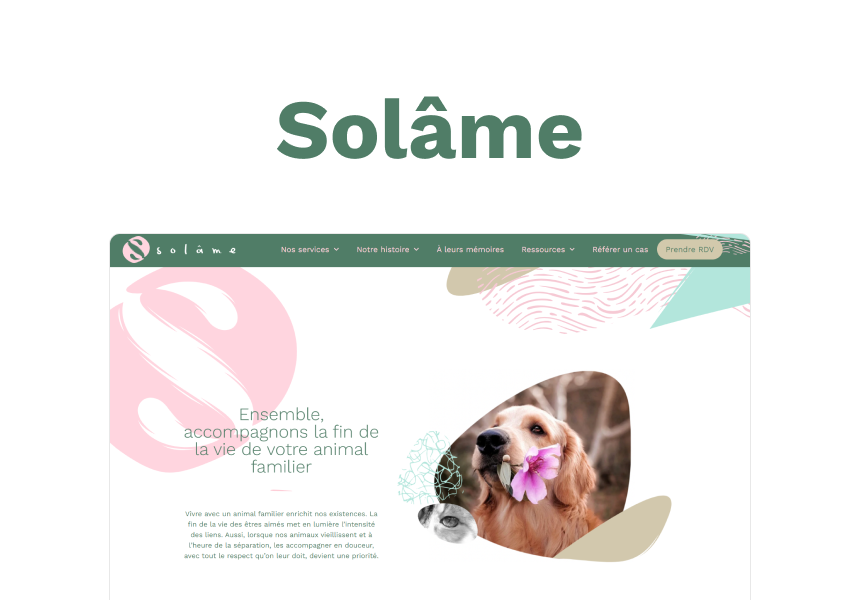 Solâme
solâme
Nos services
Notre histoire
À leurs mémoires
Ressources
Référer un cas
Prendre RDV
Ensemble,
accompagnons la fin de
la vie de votre animal
familier
Vivre avec un animal familier enrichit nos existences. La
fin de la vie des êtres aimés met en lumière l'intensité
des liens. Aussi, lorsque nos animaux vieillissent et à
l'heure de la séparation, les accompagner en douceur,
avec tout le respect qu'on leur doit, devient une priorité.